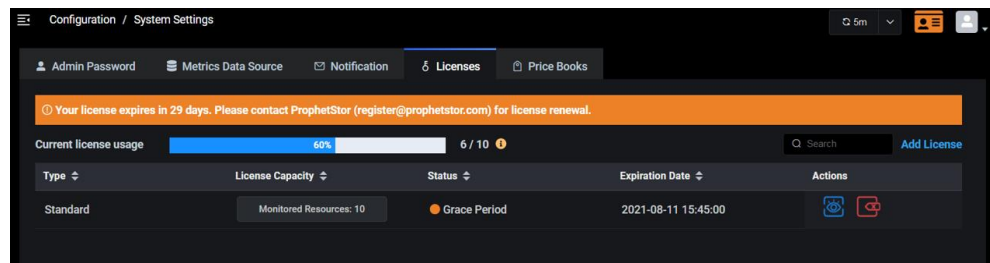 Configuration / System Settings
5m
Admin Password Metrics Data Source Notification Licenses Price Books
Your license expires in 29 days. Please contact ProphetStor (register@prophetstor.com) for license renewal.
Current license usage 60% 6 / 10 Search Add License
Type License Capacity Status Expiration Date Actions
Standard Monitored Resources: 10 Grace Period 2021-08-11 15:45:00